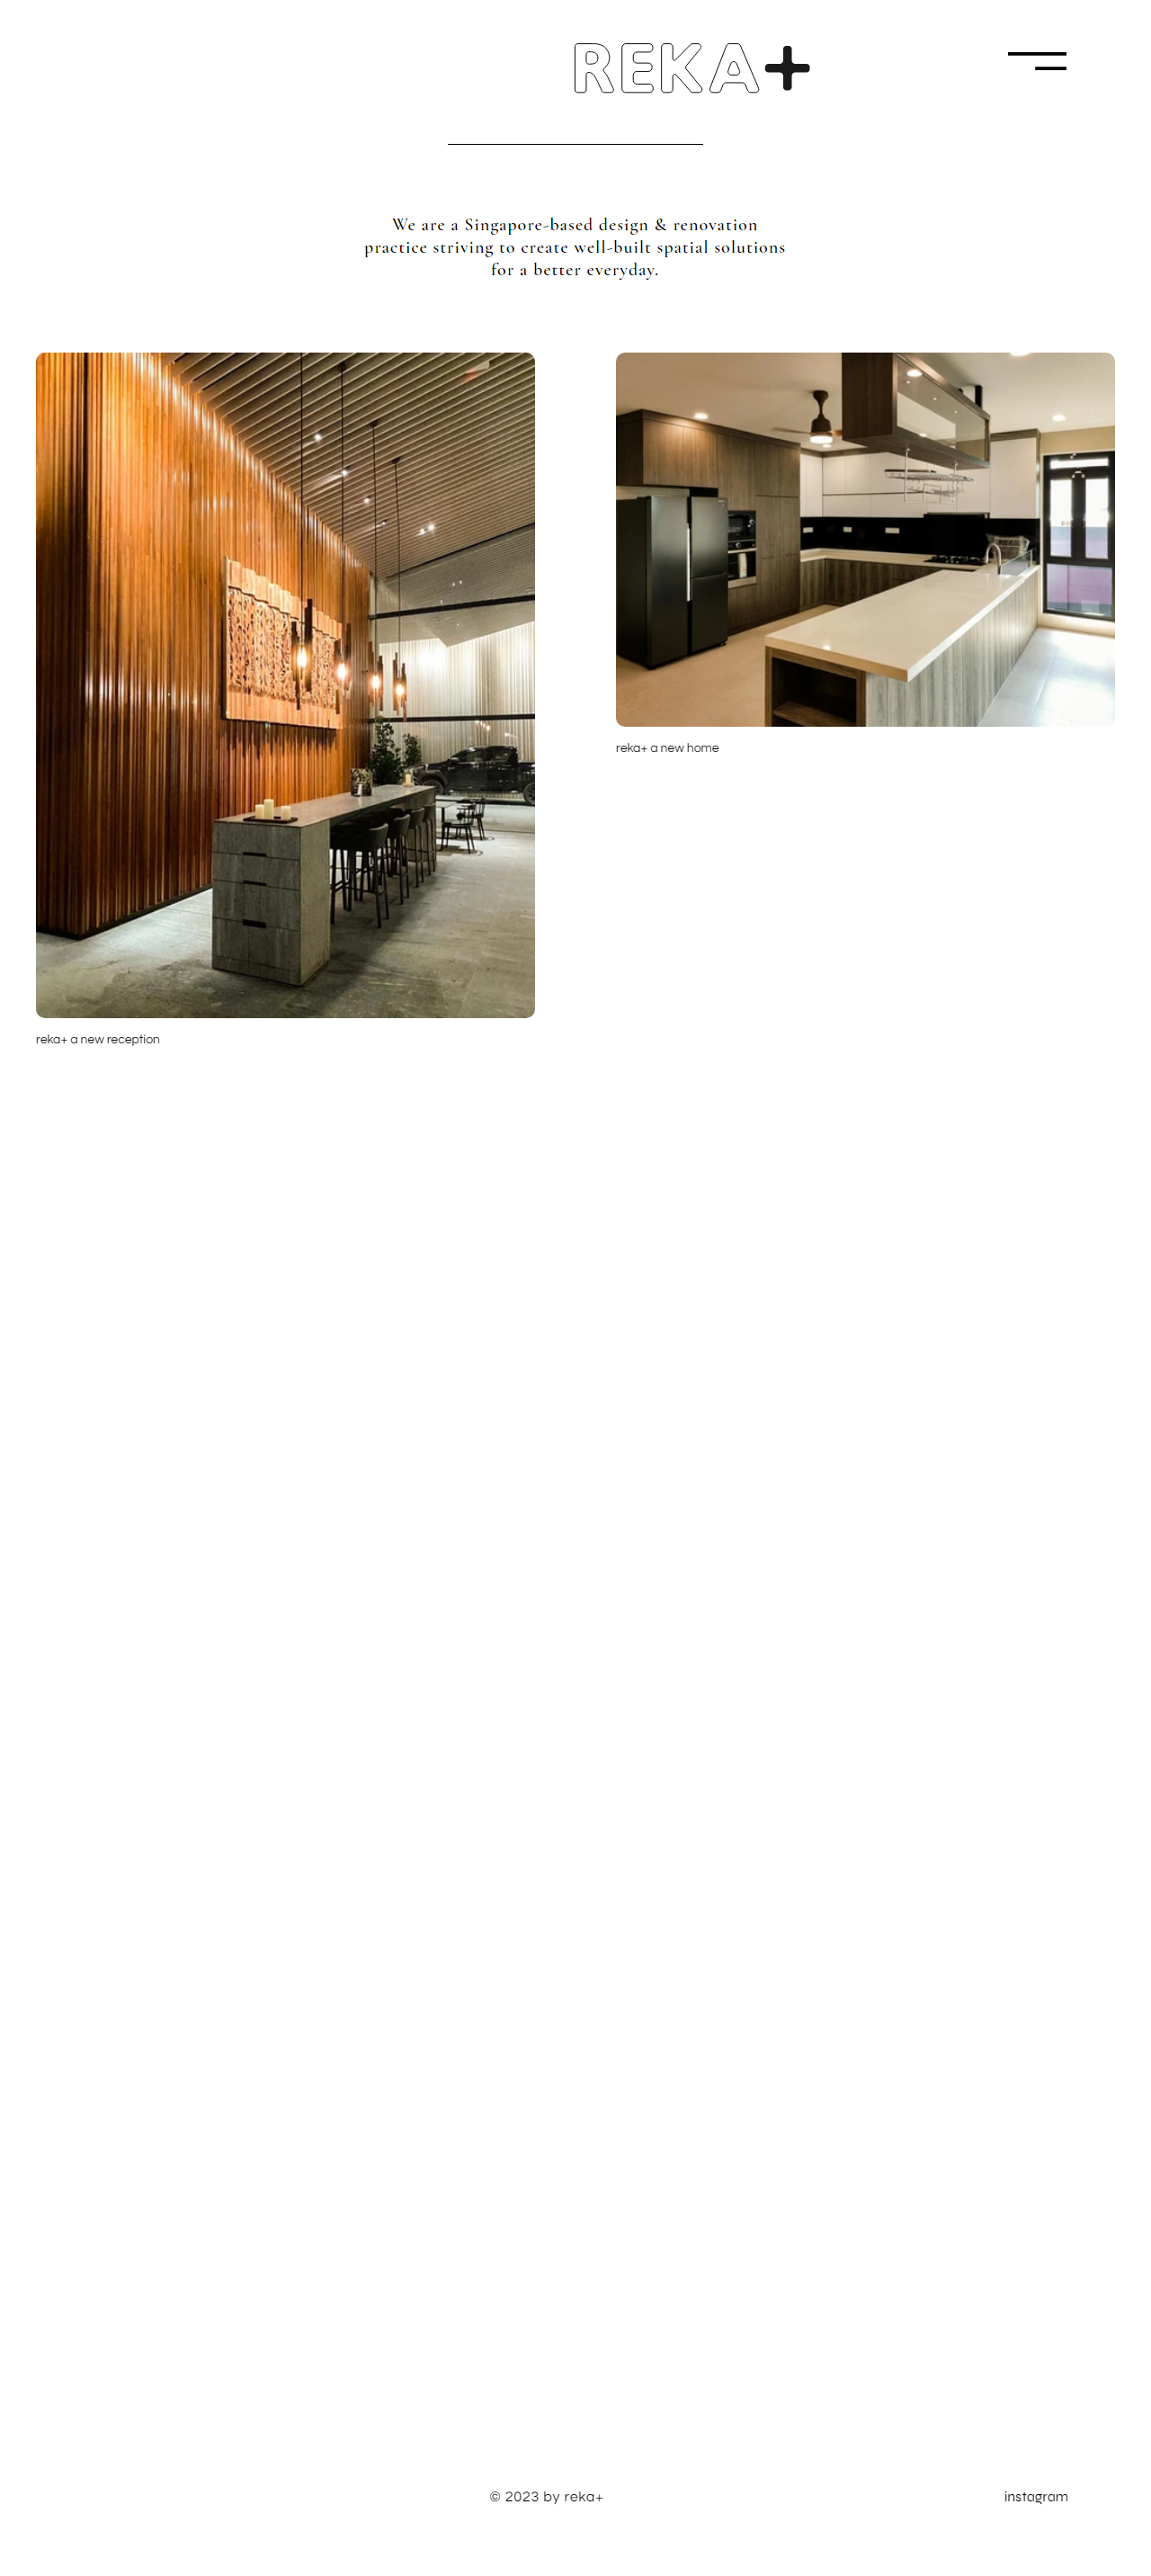 REKA+
We are a Singapore-based design & renovation
practice striving to create well-built spatial solutions
for a better everyday.
reka+ a new home
reka+ a new reception
© 2023 by reka+
instagram